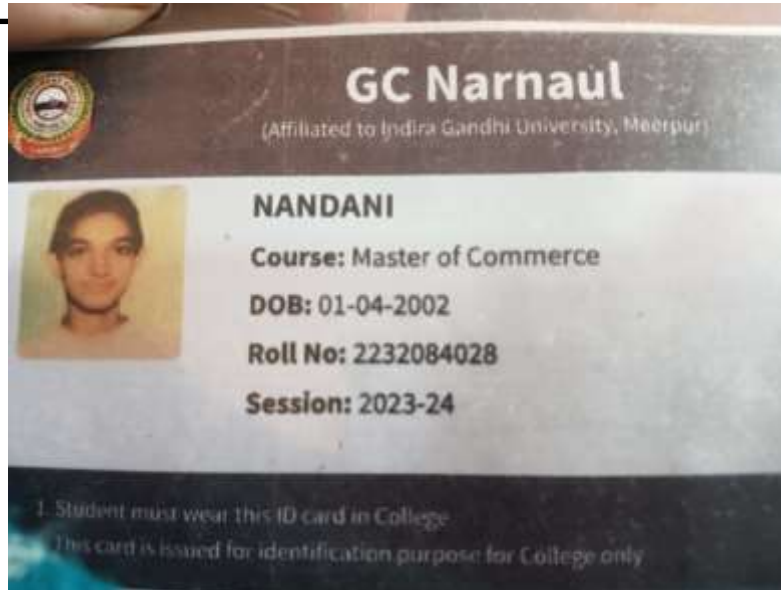 GC Narnaul
(Affiliated to Indira Gandhi University, Meerpur)
NANDANI
Course: Master of Commerce
DOB: 01-04-2002
Roll No: 2232084028
Session: 2023-24
1. Student must wear this ID card in College
This card is issued for identification purpose for College only